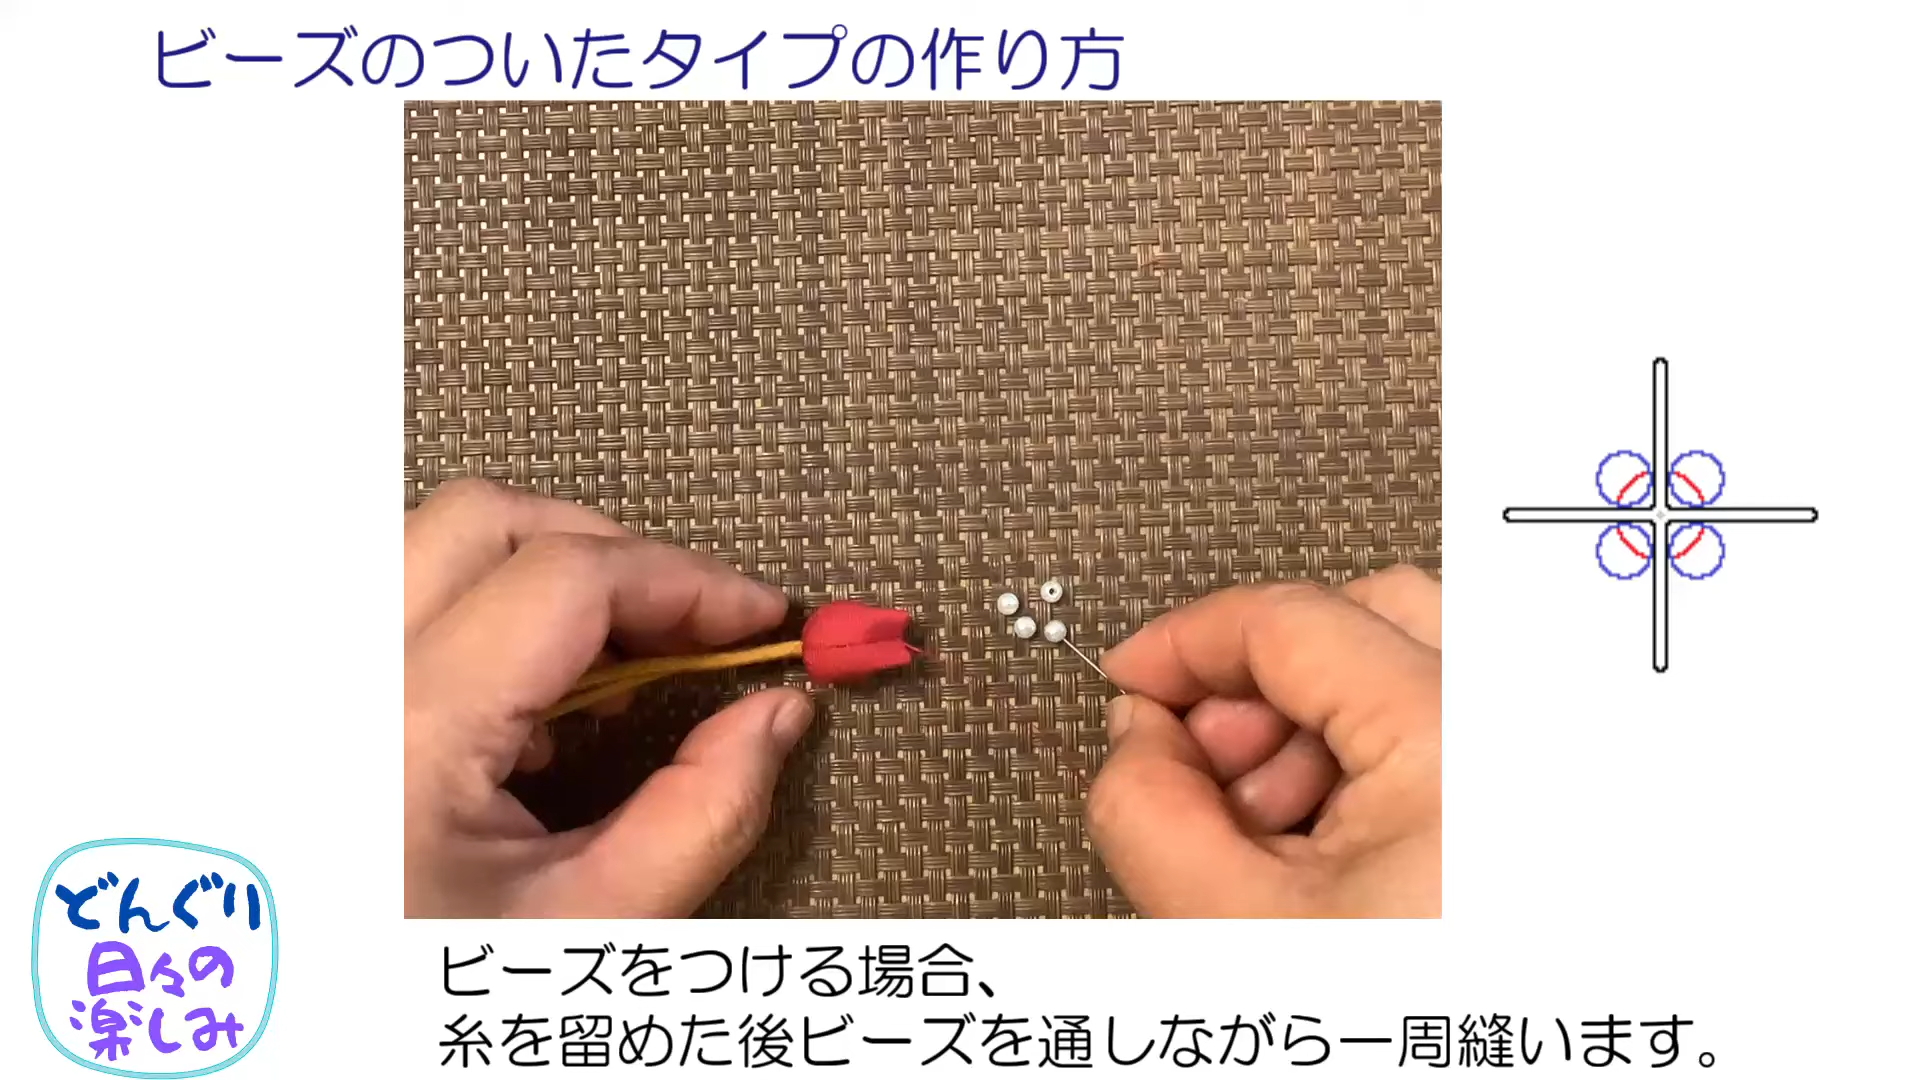 ビーズのついたタイプの作り方
ビーズをつける場合、
糸を留めた後ビーズを通しながら一周縫います。
どんぐり
日々の
楽しみ